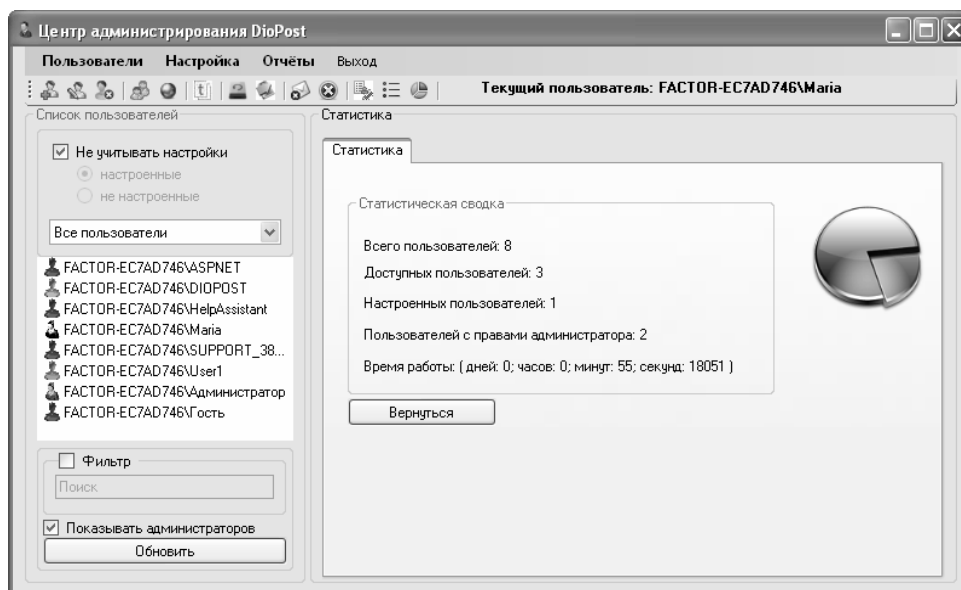 Центр администрирования DioPost
Пользователи Настройка Отчёты Выход
Текущий пользователь: FACTOR-EC7AD746\Maria
Список пользователей
Не учитывать настройки
настроенные
не настроенные
Все пользователи
FACTOR-EC7AD746\ASPNET
FACTOR-EC7AD746\DIOPOST
FACTOR-EC7AD746\HelpAssistant
FACTOR-EC7AD746\Maria
FACTOR-EC7AD746\SUPPORT_38...
FACTOR-EC7AD746\User1
FACTOR-EC7AD746\Администратор
FACTOR-EC7AD746\Гость
Фильтр
Поиск
Показывать администраторов
Обновить
Статистика
Статистика
Статистическая сводка
Всего пользователей: 8
Доступных пользователей: 3
Настроенных пользователей: 1
Пользователей с правами администратора: 2
Время работы: ( дней: 0; часов: 0; минут: 55; секунд: 18051 )
Вернуться